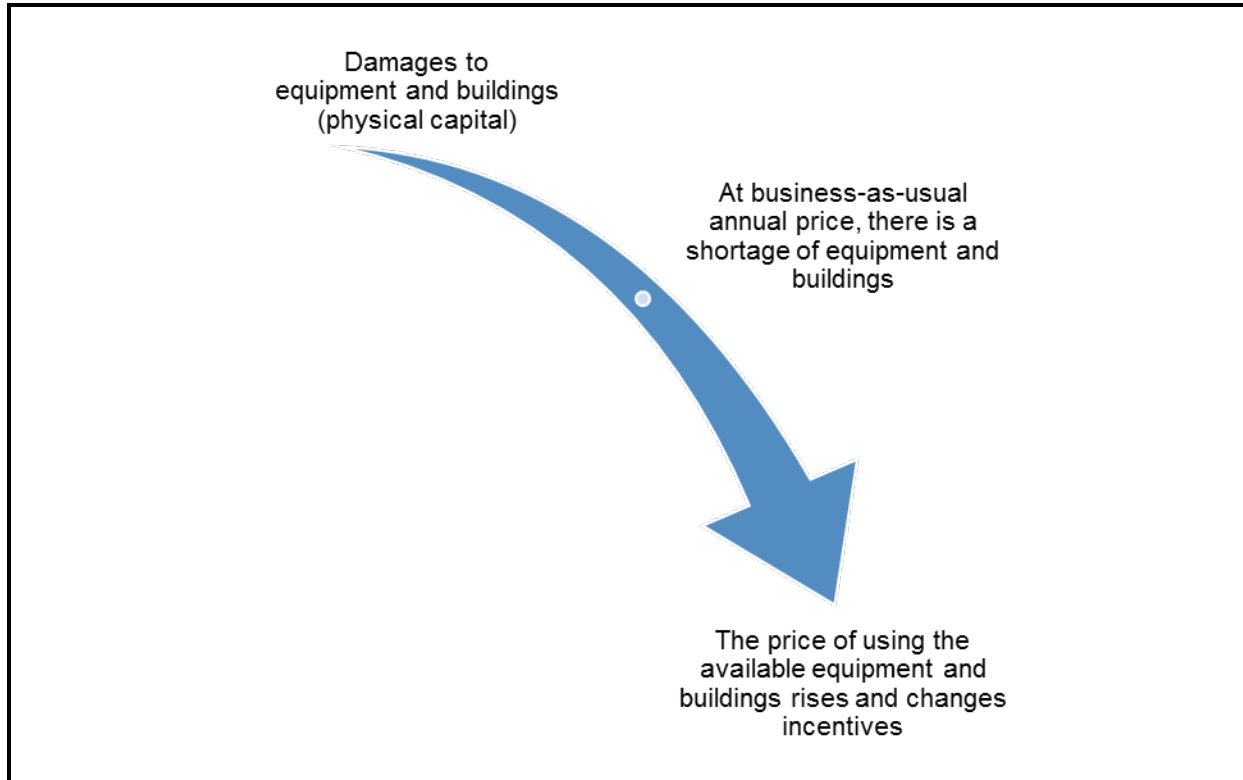 Damages to
equipment and buildings
(physical capital)
At business-as-usual
annual price, there is a
shortage of equipment and
buildings
The price of using the
available equipment and
buildings rises and changes
incentives